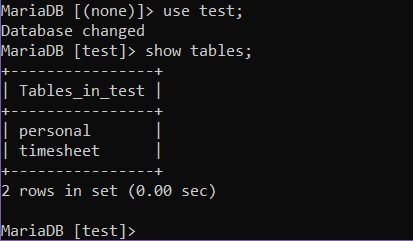 MariaDB [(none)]> use test;
Database changed
MariaDB [test]> show tables;
+----------------+
| Tables_in_test |
+----------------+
| personal       |
| timesheet      |
+----------------+
2 rows in set (0.00 sec)

MariaDB [test]>